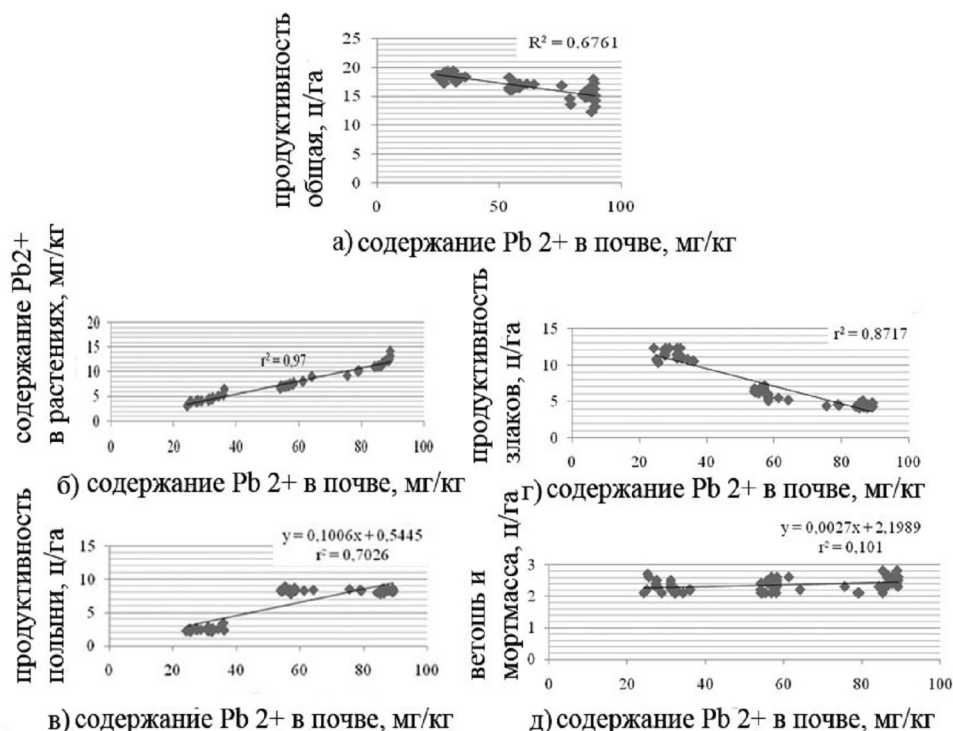 продуктивность
общая, ц/га
R² = 0,6761
25
20
15
10
5
0
0 50 100
а) содержание Pb 2+ в почве, мг/кг
содержание Pb2+
в растениях, мг/кг
r² = 0,97
20
15
10
5
0
0 20 40 60 80 100
б) содержание Pb 2+ в почве, мг/кг
продуктивность
злаков, ц/га
r² = 0,8717
15
10
5
0
0 20 40 60 80 100
г) содержание Pb 2+ в почве, мг/кг
продуктивность
полыни, ц/га
y = 0,1006x + 0,5445
r² = 0,7026
15
10
5
0
0 20 40 60 80 100
в) содержание Pb 2+ в почве, мг/кг
ветошь и
мортмасса, ц/га
y = 0,0027x + 2,1989
r² = 0,101
3
2
1
0
0 20 40 60 80 100
д) содержание Pb 2+ в почве, мг/кг